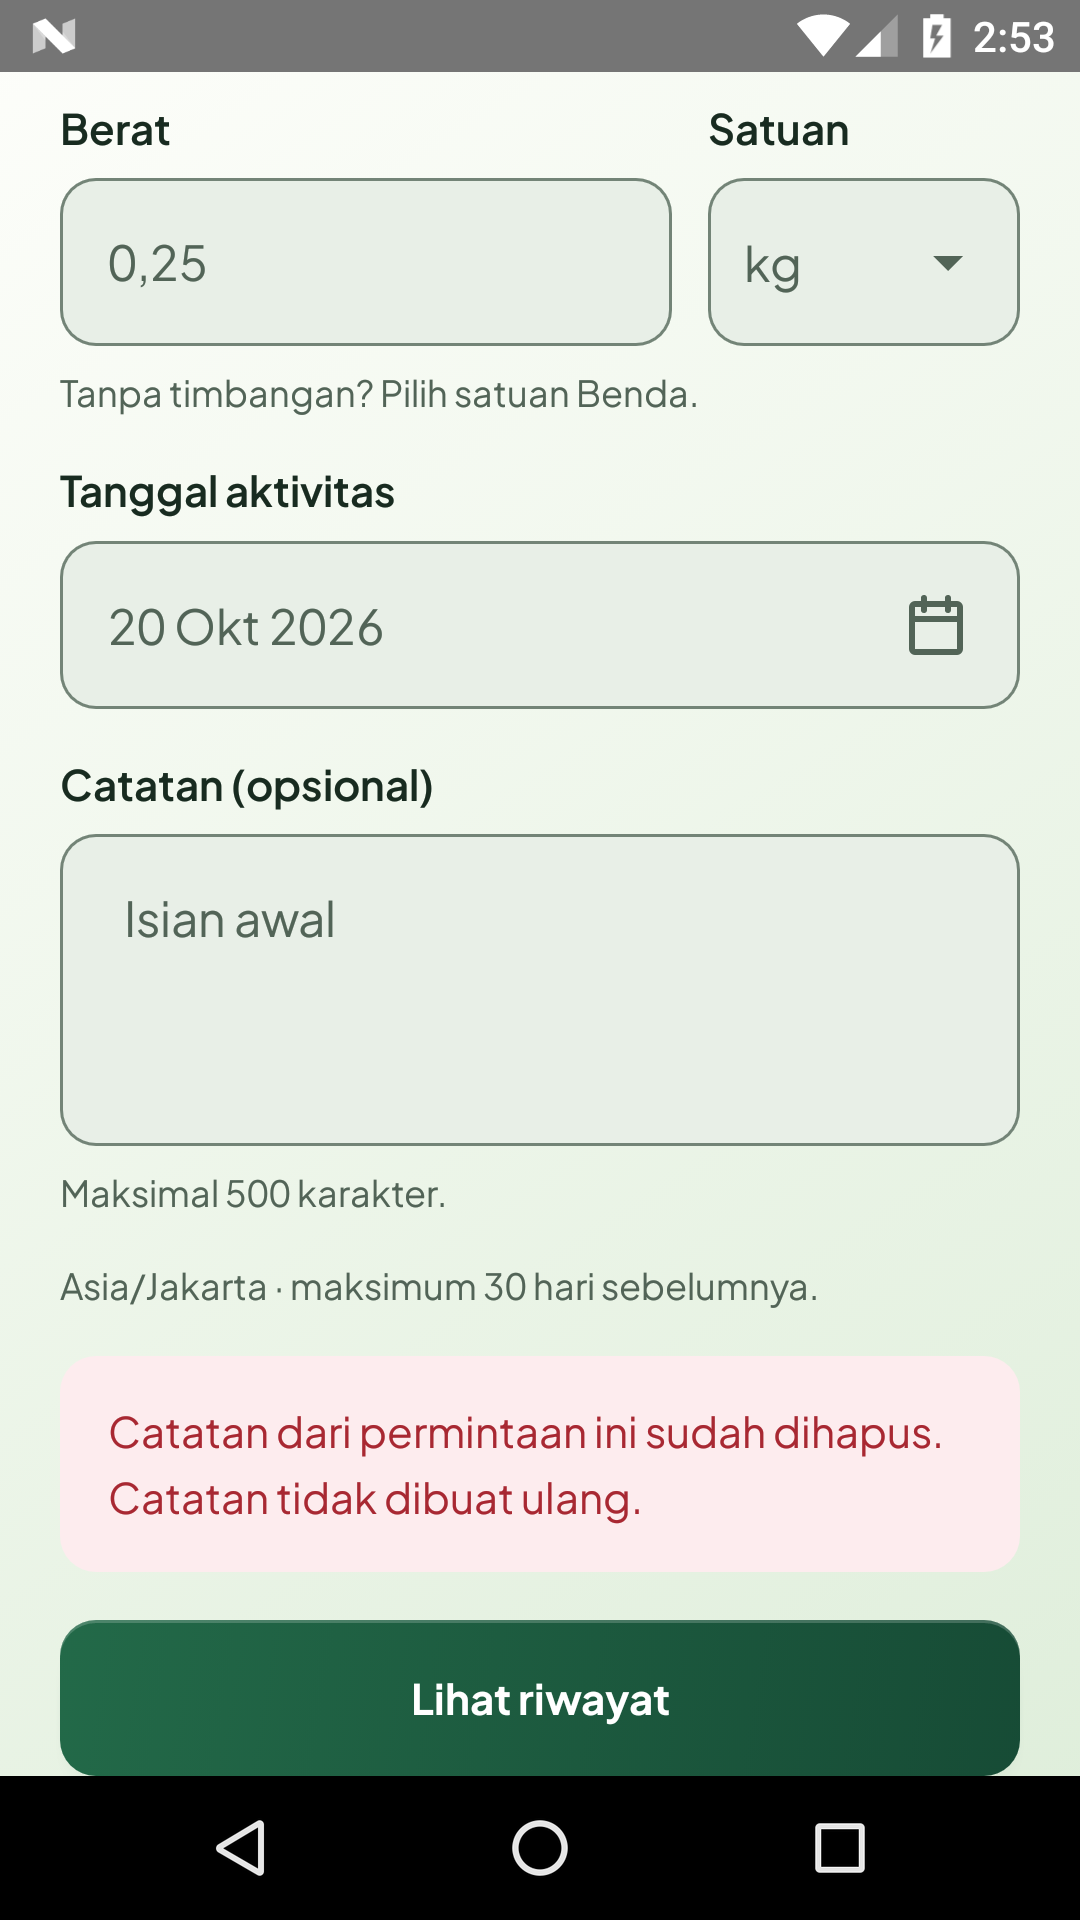 2:53
Berat
Satuan
0,25
kg
Tanpa timbangan? Pilih satuan Benda.
Tanggal aktivitas
20 Okt 2026
Catatan (opsional)
Isian awal
Maksimal 500 karakter.
Asia/Jakarta · maksimum 30 hari sebelumnya.
Catatan dari permintaan ini sudah dihapus.
Catatan tidak dibuat ulang.
Lihat riwayat